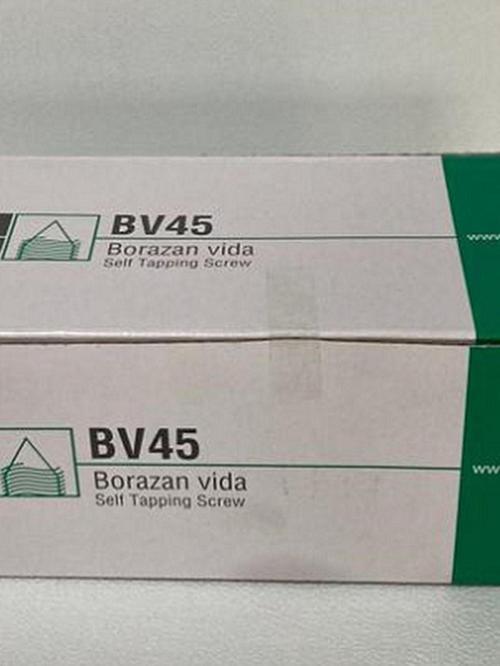 BV45
Borazan vida
Self Tapping Screw
BV45
Borazan vida
Self Tapping Screw